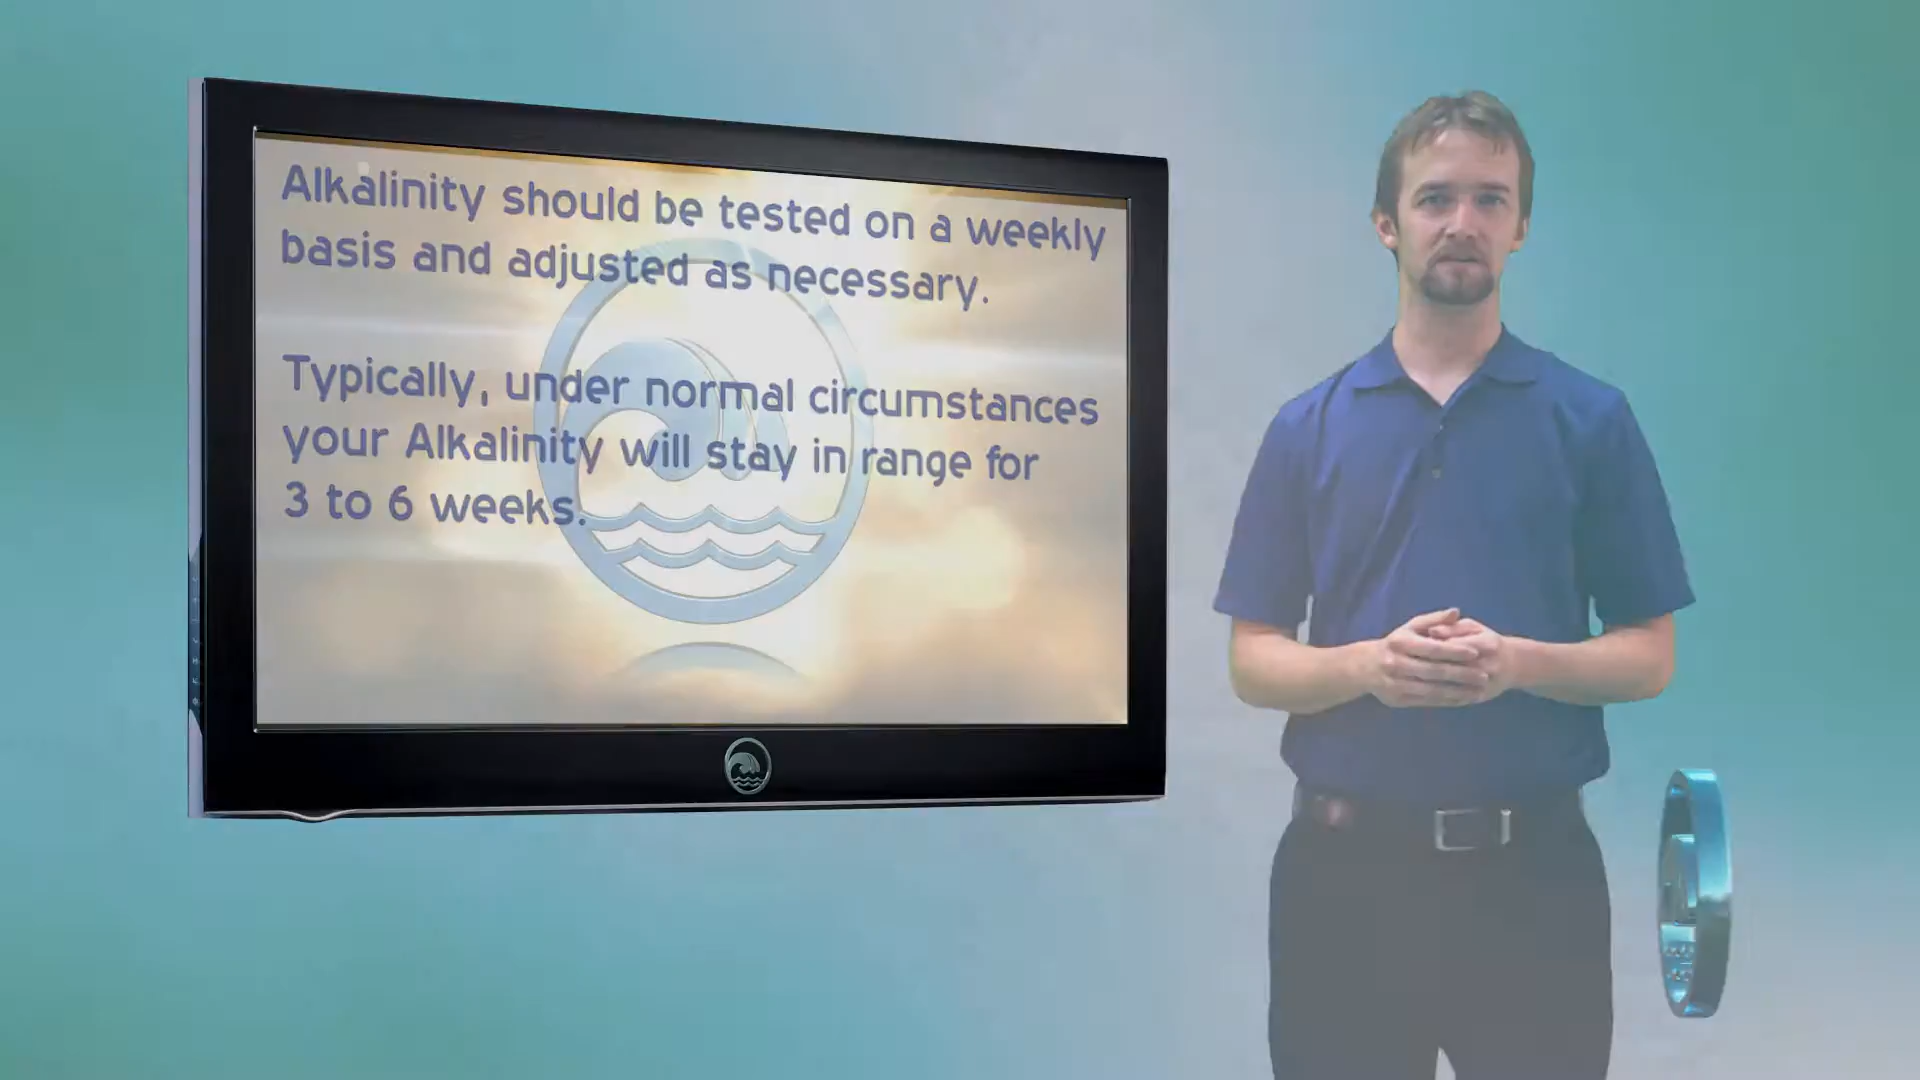 Alkalinity should be tested on a weekly
basis and adjusted as necessary.
Typically, under normal circumstances
your Alkalinity will stay in range for
3 to 6 weeks.